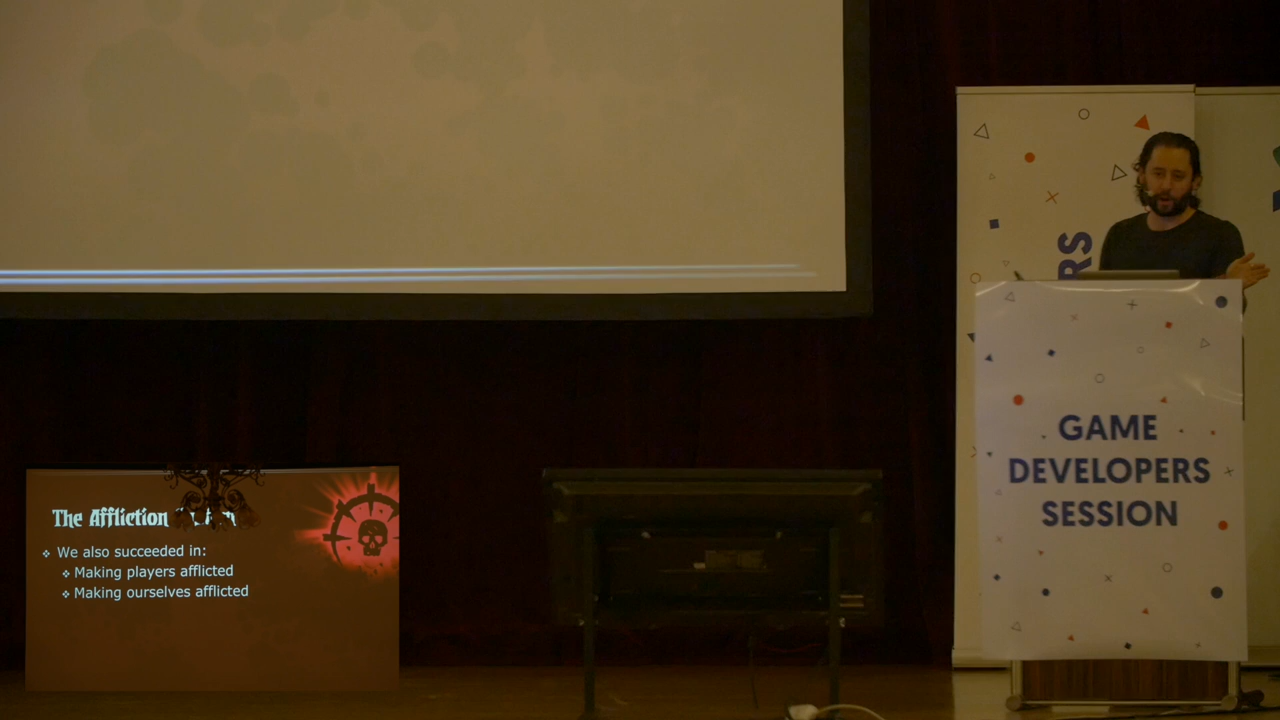 RS
GAME
DEVELOPERS
SESSION
The Affliction
We also succeeded in:
Making players afflicted
Making ourselves afflicted